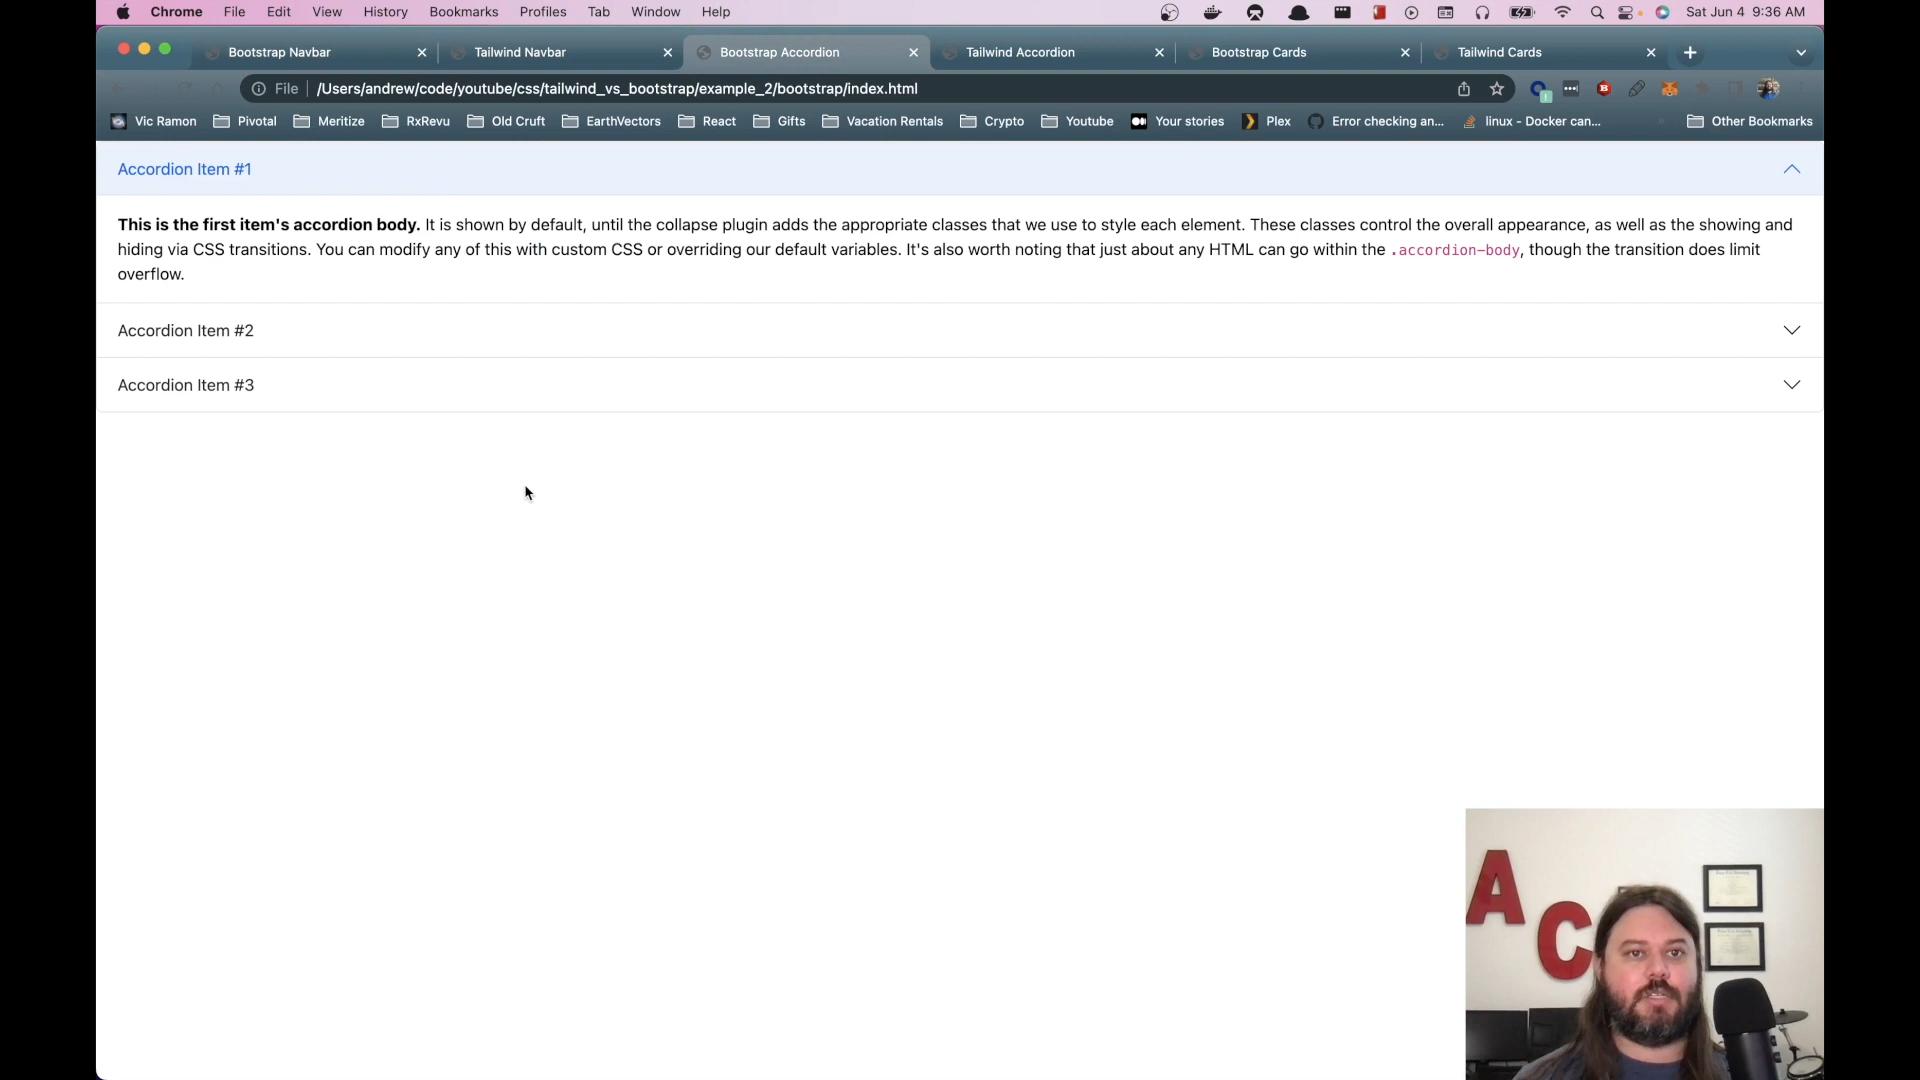 Chrome File Edit View History Bookmarks Profiles Tab Window Help Sat Jun 4 9:36 AM
Bootstrap Navbar Tailwind Navbar Bootstrap Accordion Tailwind Accordion Bootstrap Cards Tailwind Cards
File /Users/andrew/code/youtube/css/tailwind_vs_bootstrap/example_2/bootstrap/index.html
Vic Ramon Pivotal Meritize RxRevu Old Cruft EarthVectors React Gifts Vacation Rentals Crypto Youtube Your stories Plex Error checking an... linux - Docker can... Other Bookmarks
Accordion Item #1
This is the first item's accordion body. It is shown by default, until the collapse plugin adds the appropriate classes that we use to style each element. These classes control the overall appearance, as well as the showing and
hiding via CSS transitions. You can modify any of this with custom CSS or overriding our default variables. It's also worth noting that just about any HTML can go within the .accordion-body, though the transition does limit
overflow.
Accordion Item #2
Accordion Item #3
A
C